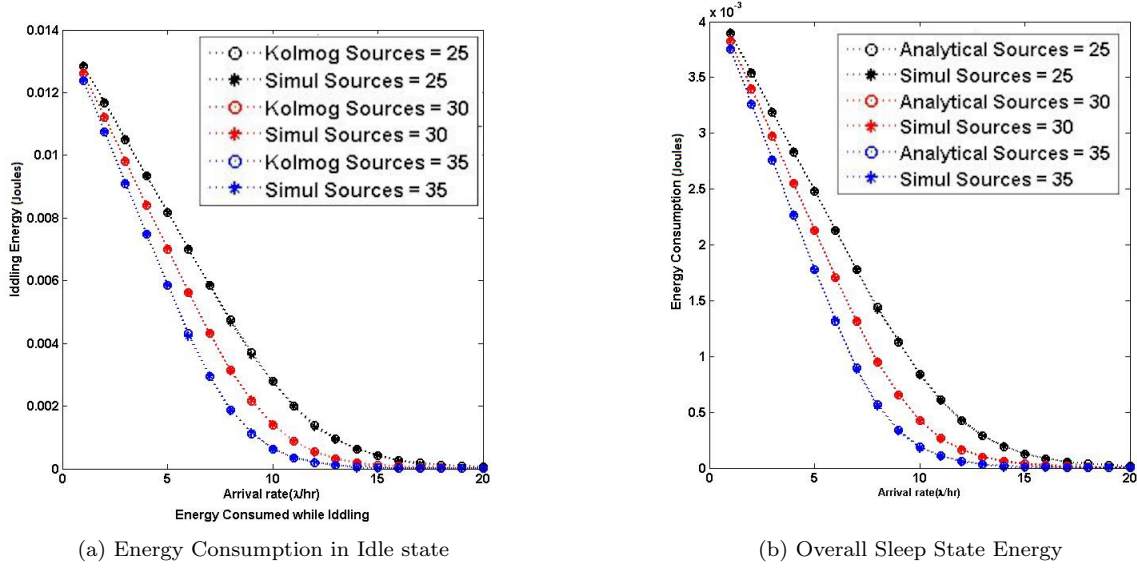 0.014
0.012
0.01
0.008
0.006
0.004
0.002
0
Iddling Energy (Joules)
Kolmog Sources = 25
Simul Sources = 25
Kolmog Sources = 30
Simul Sources = 30
Kolmog Sources = 35
Simul Sources = 35
0 5 10 15 20
Arrival rate(λ/hr)
Energy Consumed while Iddling
(a) Energy Consumption in Idle state
x 10⁻³
4
3.5
3
2.5
2
1.5
1
0.5
0
Energy Consumption (Joules)
Analytical Sources = 25
Simul Sources = 25
Analytical Sources = 30
Simul Sources = 30
Analytical Sources = 35
Simul Sources = 35
0 5 10 15 20
Arrival rate(λ/hr)
(b) Overall Sleep State Energy